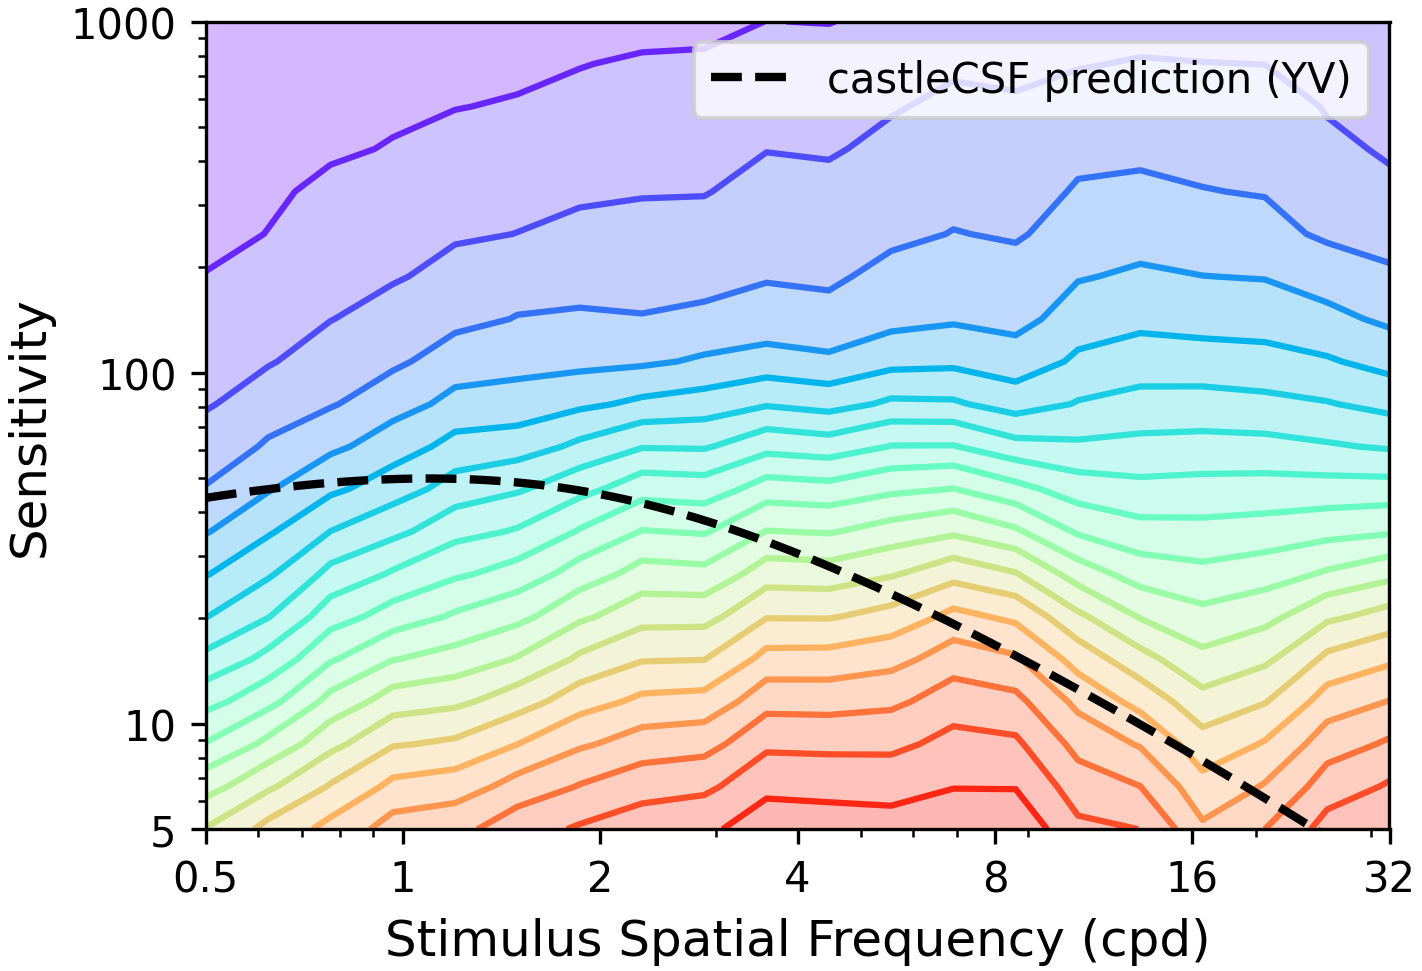 1000
100
10
5
Sensitivity
castleCSF prediction (YV)
0.5 1 2 4 8 16 32
Stimulus Spatial Frequency (cpd)